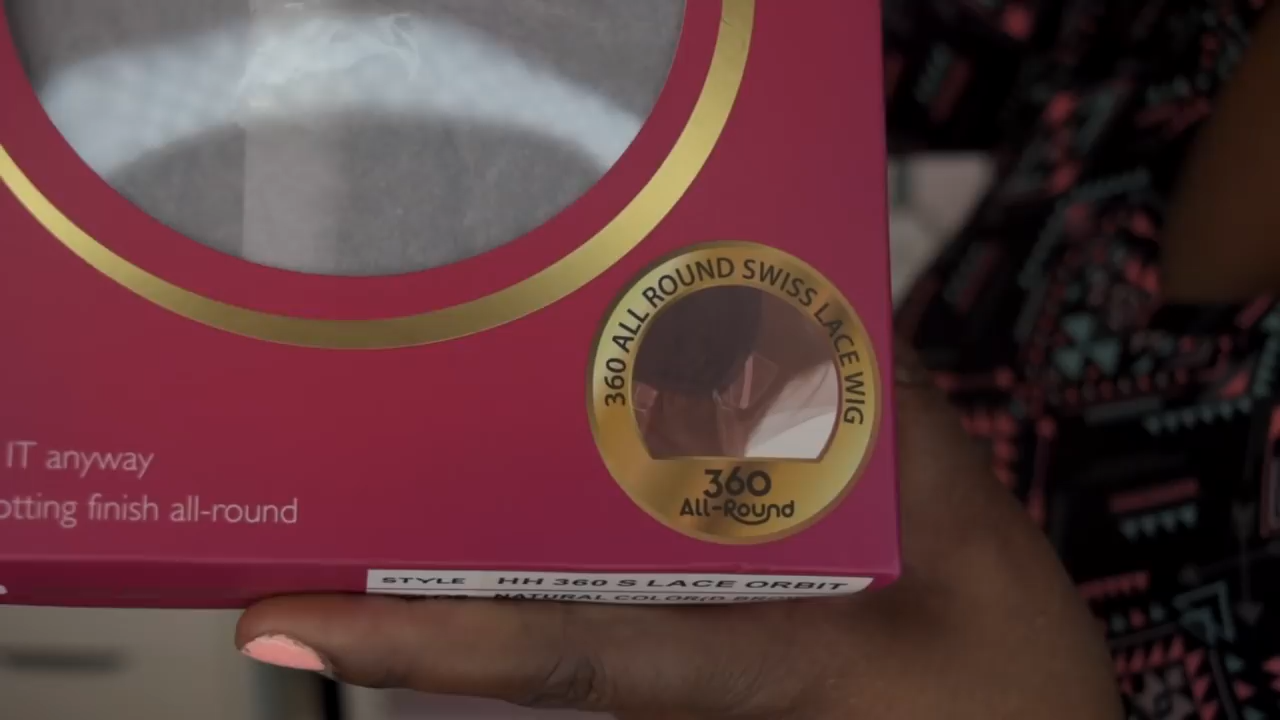 360 ALL ROUND SWISS LACE WIG
360
All-Round
IT anyway
finish all-round
STYLE HH 360 S LACE ORBIT
NATURAL COLOR(D.